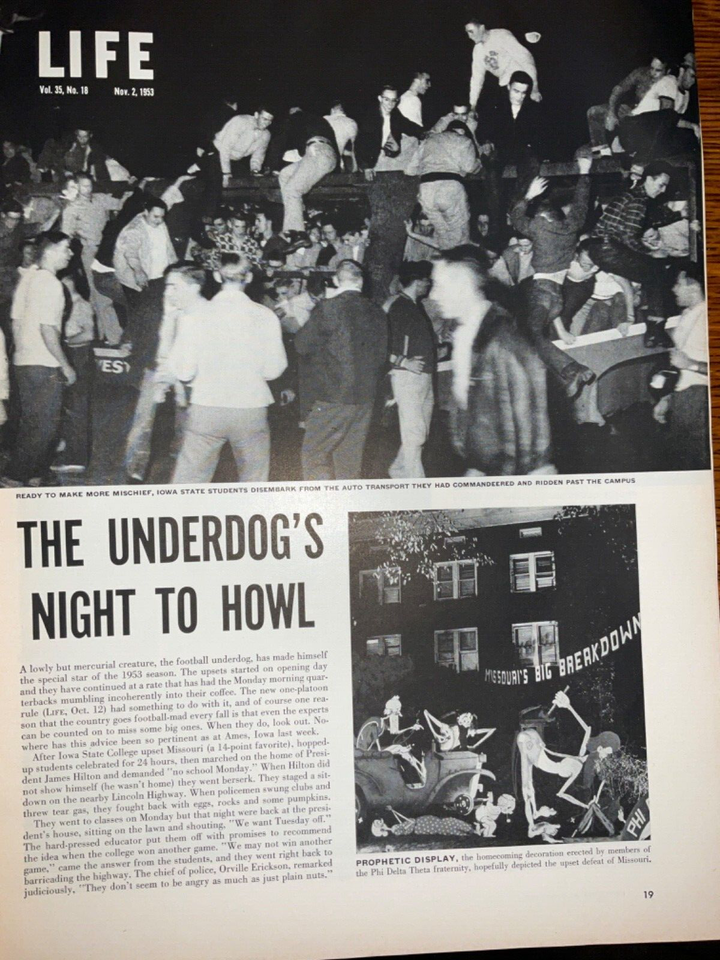 LIFE
Vol. 35, No. 18 Nov. 2, 1953
WEST
READY TO MAKE MORE MISCHIEF, IOWA STATE STUDENTS DISEMBARK FROM THE AUTO TRANSPORT THEY HAD COMMANDEERED AND RIDDEN PAST THE CAMPUS
THE UNDERDOG'S
NIGHT TO HOWL
A lowly but mercurial creature, the football underdog, has made himself
the special star of the 1953 season. The upsets started on opening day
and they have continued at a rate that has had the Monday morning quar-
terbacks mumbling incoherently into their coffee. The new one-platoon
rule (LIFE, Oct. 12) had something to do with it, and of course one rea-
son that the country goes football-mad every fall is that even the experts
can be counted on to miss some big ones. When they do, look out. No-
where has this advice been so pertinent as at Ames, Iowa last week.
After Iowa State College upset Missouri (a 14-point favorite), hopped-
up students celebrated for 24 hours, then marched on the home of Presi-
dent James Hilton and demanded "no school Monday." When Hilton did
not show himself (he wasn't home) they went berserk. They staged a sit-
down on the nearby Lincoln Highway. When policemen swung clubs and
threw tear gas, they fought back with eggs, rocks and some pumpkins.
They went to classes on Monday but that night were back at the presi-
dent's house, sitting on the lawn and shouting, "We want Tuesday off."
The hard-pressed educator put them off with promises to recommend
the idea when the college won another game. "We may not win another
game," came the answer from the students, and they went right back to
barricading the highway. The chief of police, Orville Erickson, remarked
judiciously, "They don't seem to be angry as much as just plain nuts."
MISSOURI'S BIG BREAKDOWN
PHI
PROPHETIC DISPLAY, the homecoming decoration erected by members of
the Phi Delta Theta fraternity, hopefully depicted the upset defeat of Missouri.
19